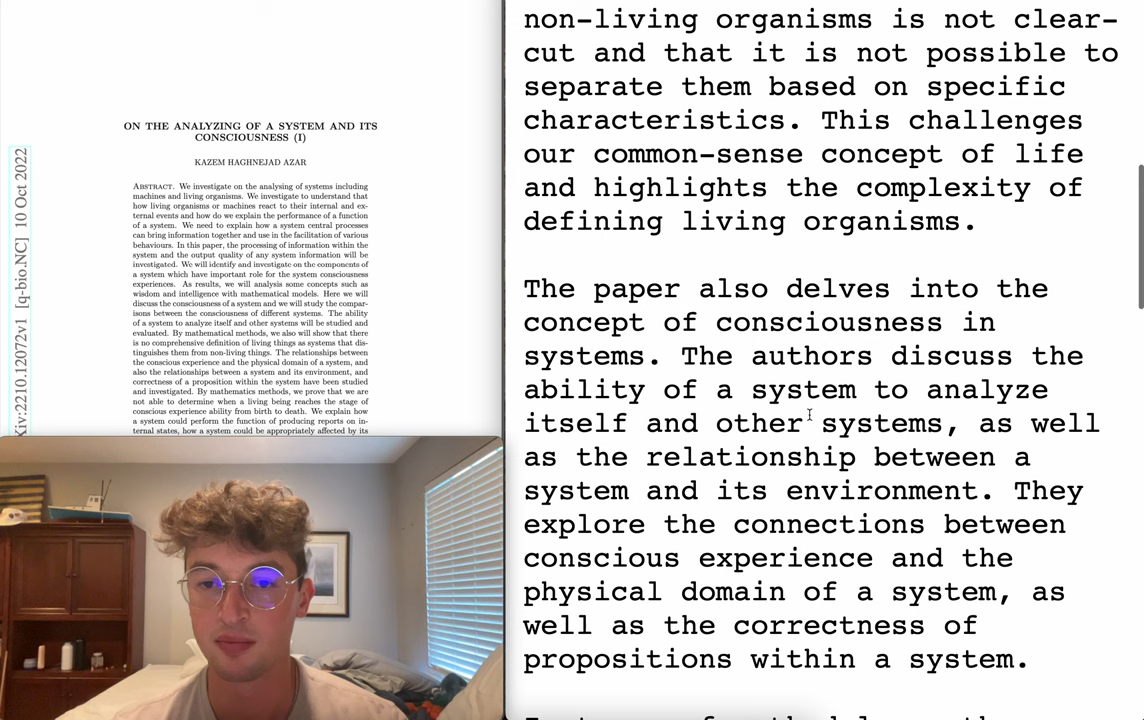 ON THE ANALYZING OF A SYSTEM AND ITS
CONSCIOUSNESS (I)
KAZEM HAGHNEJAD AZAR
ABSTRACT. We investigate on the analysing of systems including
machines and living organisms. We investigate to understand that
how living organisms or machines react to their internal and ex-
ternal events and how do we explain the performance of a function
of a system. We need to explain how a system central processes
can bring information together and use in the facilitation of various
behaviours. In this paper, the processing of information within the
system and the output quality of any system information will be
investigated. We will identify and investigate on the components of
a system which have important role for the system consciousness
experiences. As results, we will analysis some concepts such as
wisdom and intelligence with mathematical models. Here we will
discuss the consciousness of a system and we will study the compar-
isons between the consciousness of different systems. The ability
of a system to analyze itself and other systems will be studied and
evaluated. By mathematical methods, we also will show that there
is no comprehensive definition of living things as systems that dis-
tinguishes them from non-living things. The relationships between
the conscious experience and the physical domain of a system, and
also the relationships between a system and its environment, and
correctness of a proposition within the system have been studied
and investigated. By mathematics methods, we prove that we are
not able to determine when a living being reaches the stage of
conscious experience ability from birth to death. We explain how
a system could perform the function of producing reports on in-
ternal states, how a system could be appropriately affected by its
Xiv:2210.12072v1 [q-bio.NC] 10 Oct 2022
non-living organisms is not clear-
cut and that it is not possible to
separate them based on specific
characteristics. This challenges
our common-sense concept of life
and highlights the complexity of
defining living organisms.
The paper also delves into the
concept of consciousness in
systems. The authors discuss the
ability of a system to analyze
itself and other systems, as well
as the relationship between a
system and its environment. They
explore the connections between
conscious experience and the
physical domain of a system, as
well as the correctness of
propositions within a system.